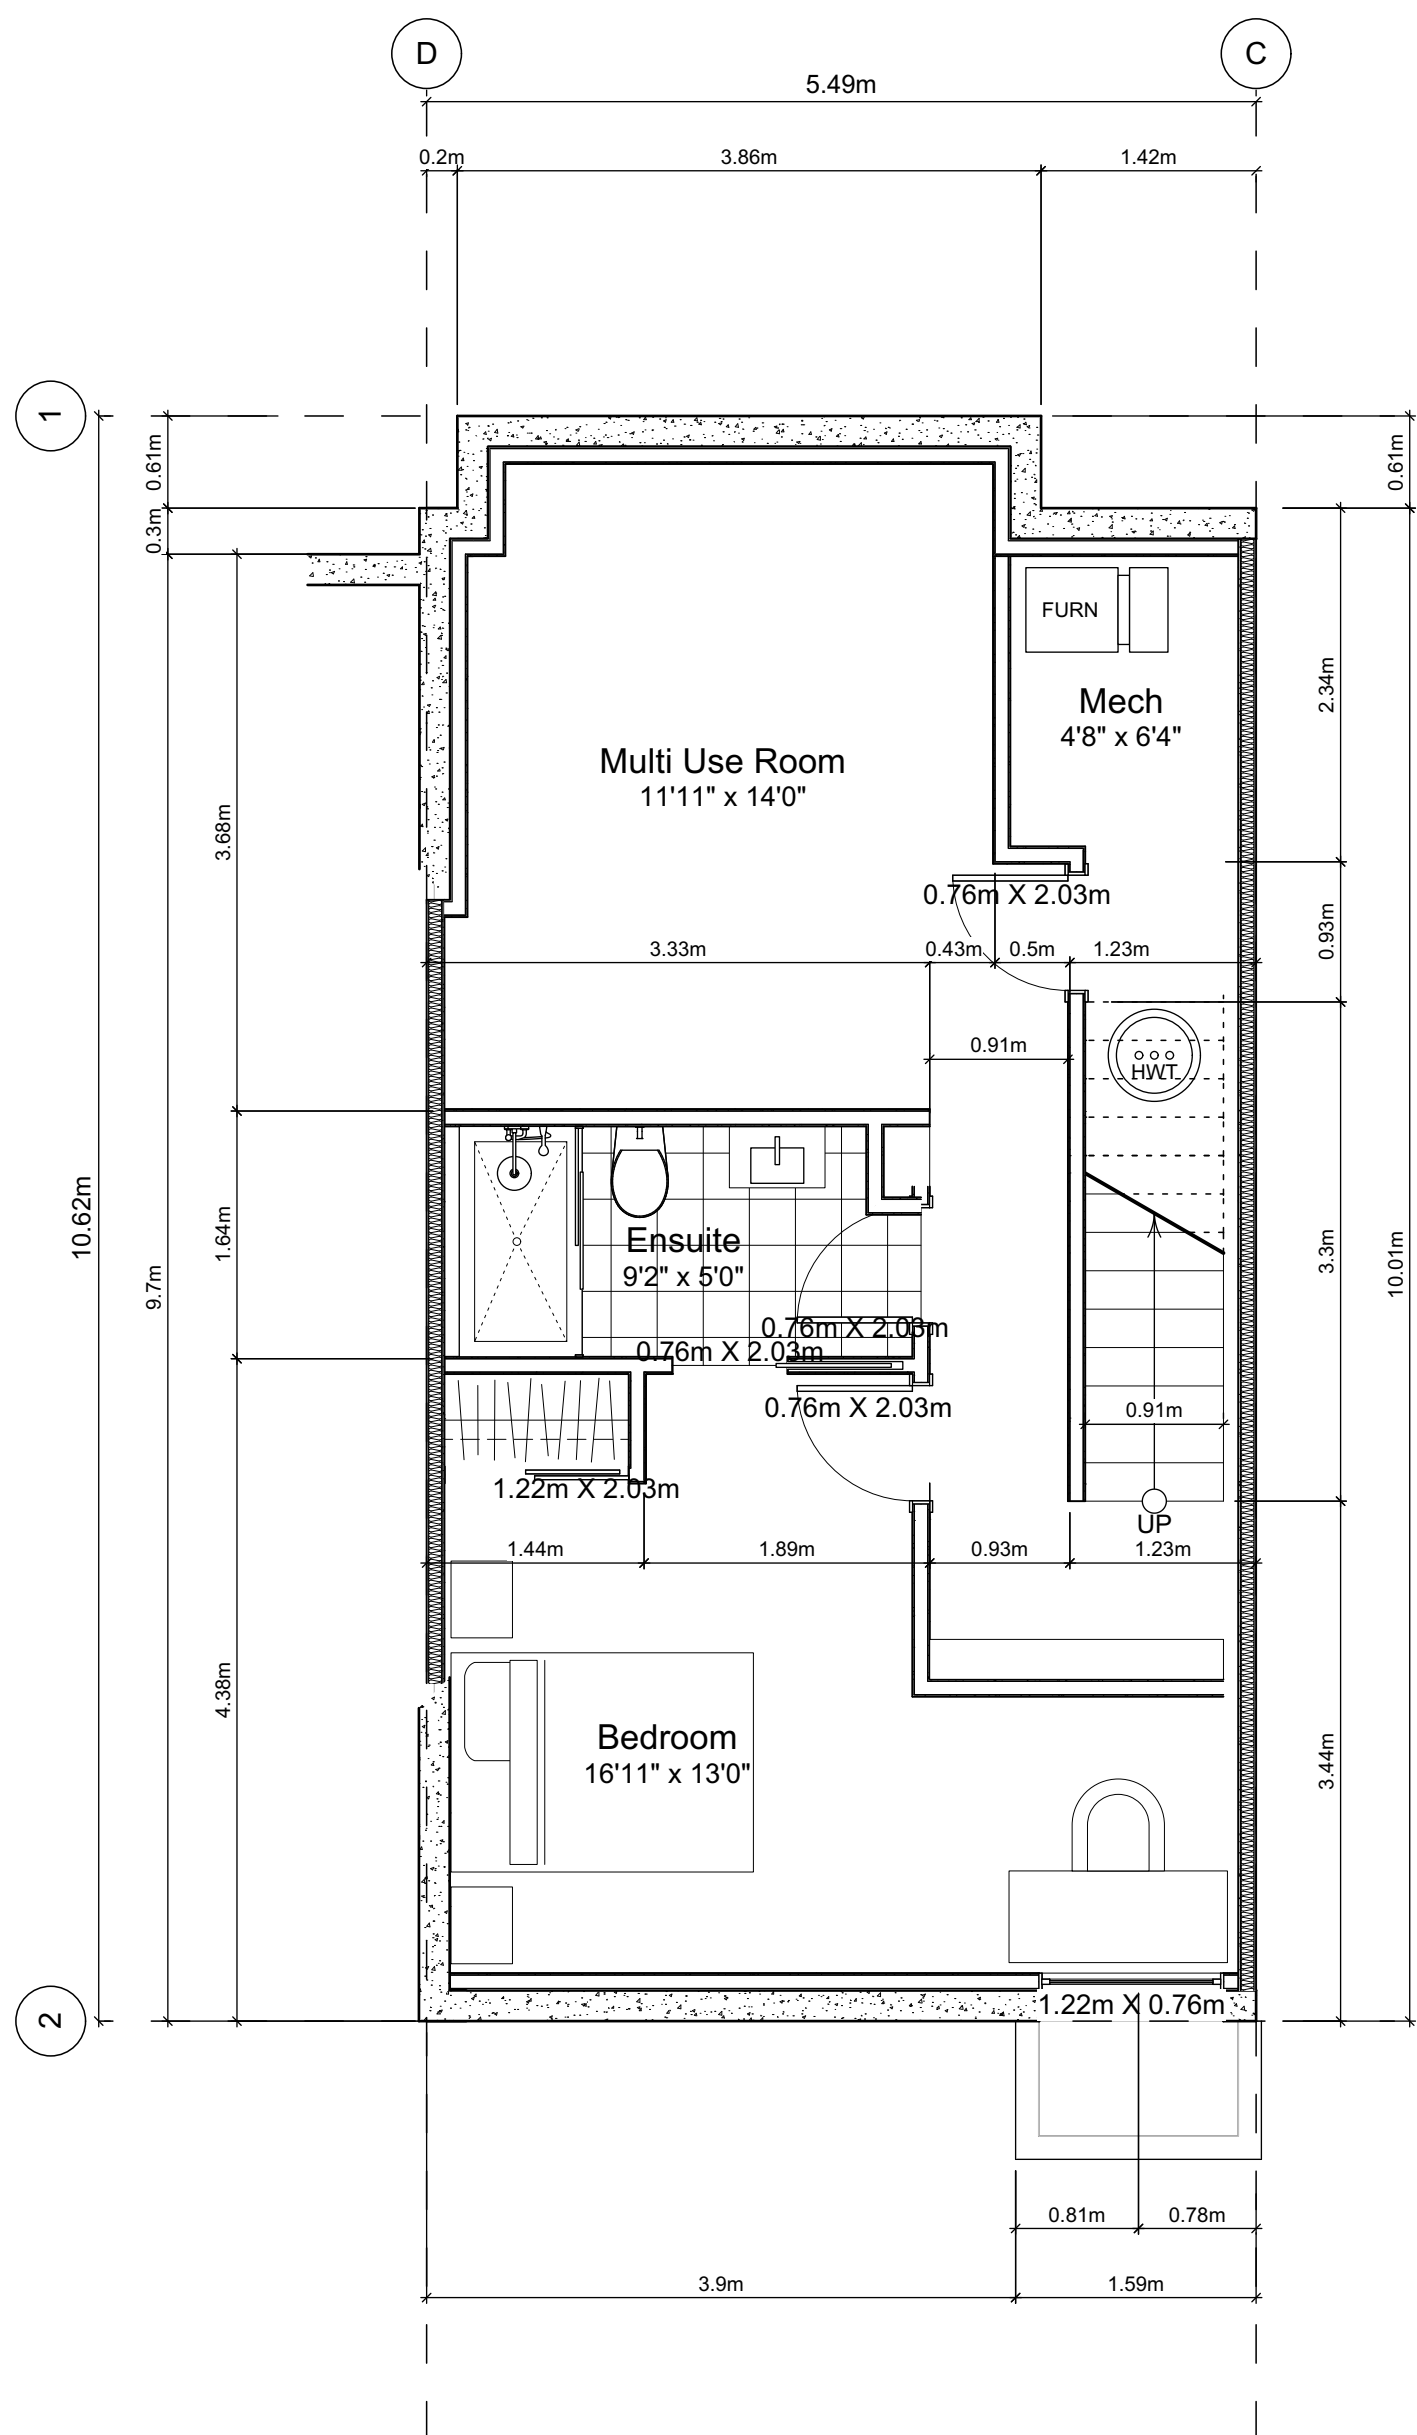 D
C
5.49m
0.2m
3.86m
1.42m
1
0.61m
0.61m
0.3m
FURN
Mech
4'8" x 6'4"
2.34m
Multi Use Room
11'11" x 14'0"
3.68m
0.76m X 2.03m
0.93m
3.33m
0.43m
0.5m
1.23m
0.91m
HWT
10.62m
1.64m
Ensuite
9'2" x 5'0"
3.3m
10.01m
9.7m
0.76m X 2.03m
0.76m X 2.03m
0.76m X 2.03m
0.91m
1.22m X 2.03m
UP
1.44m
1.89m
0.93m
1.23m
4.38m
Bedroom
16'11" x 13'0"
3.44m
2
1.22m X 0.76m
0.81m
0.78m
3.9m
1.59m